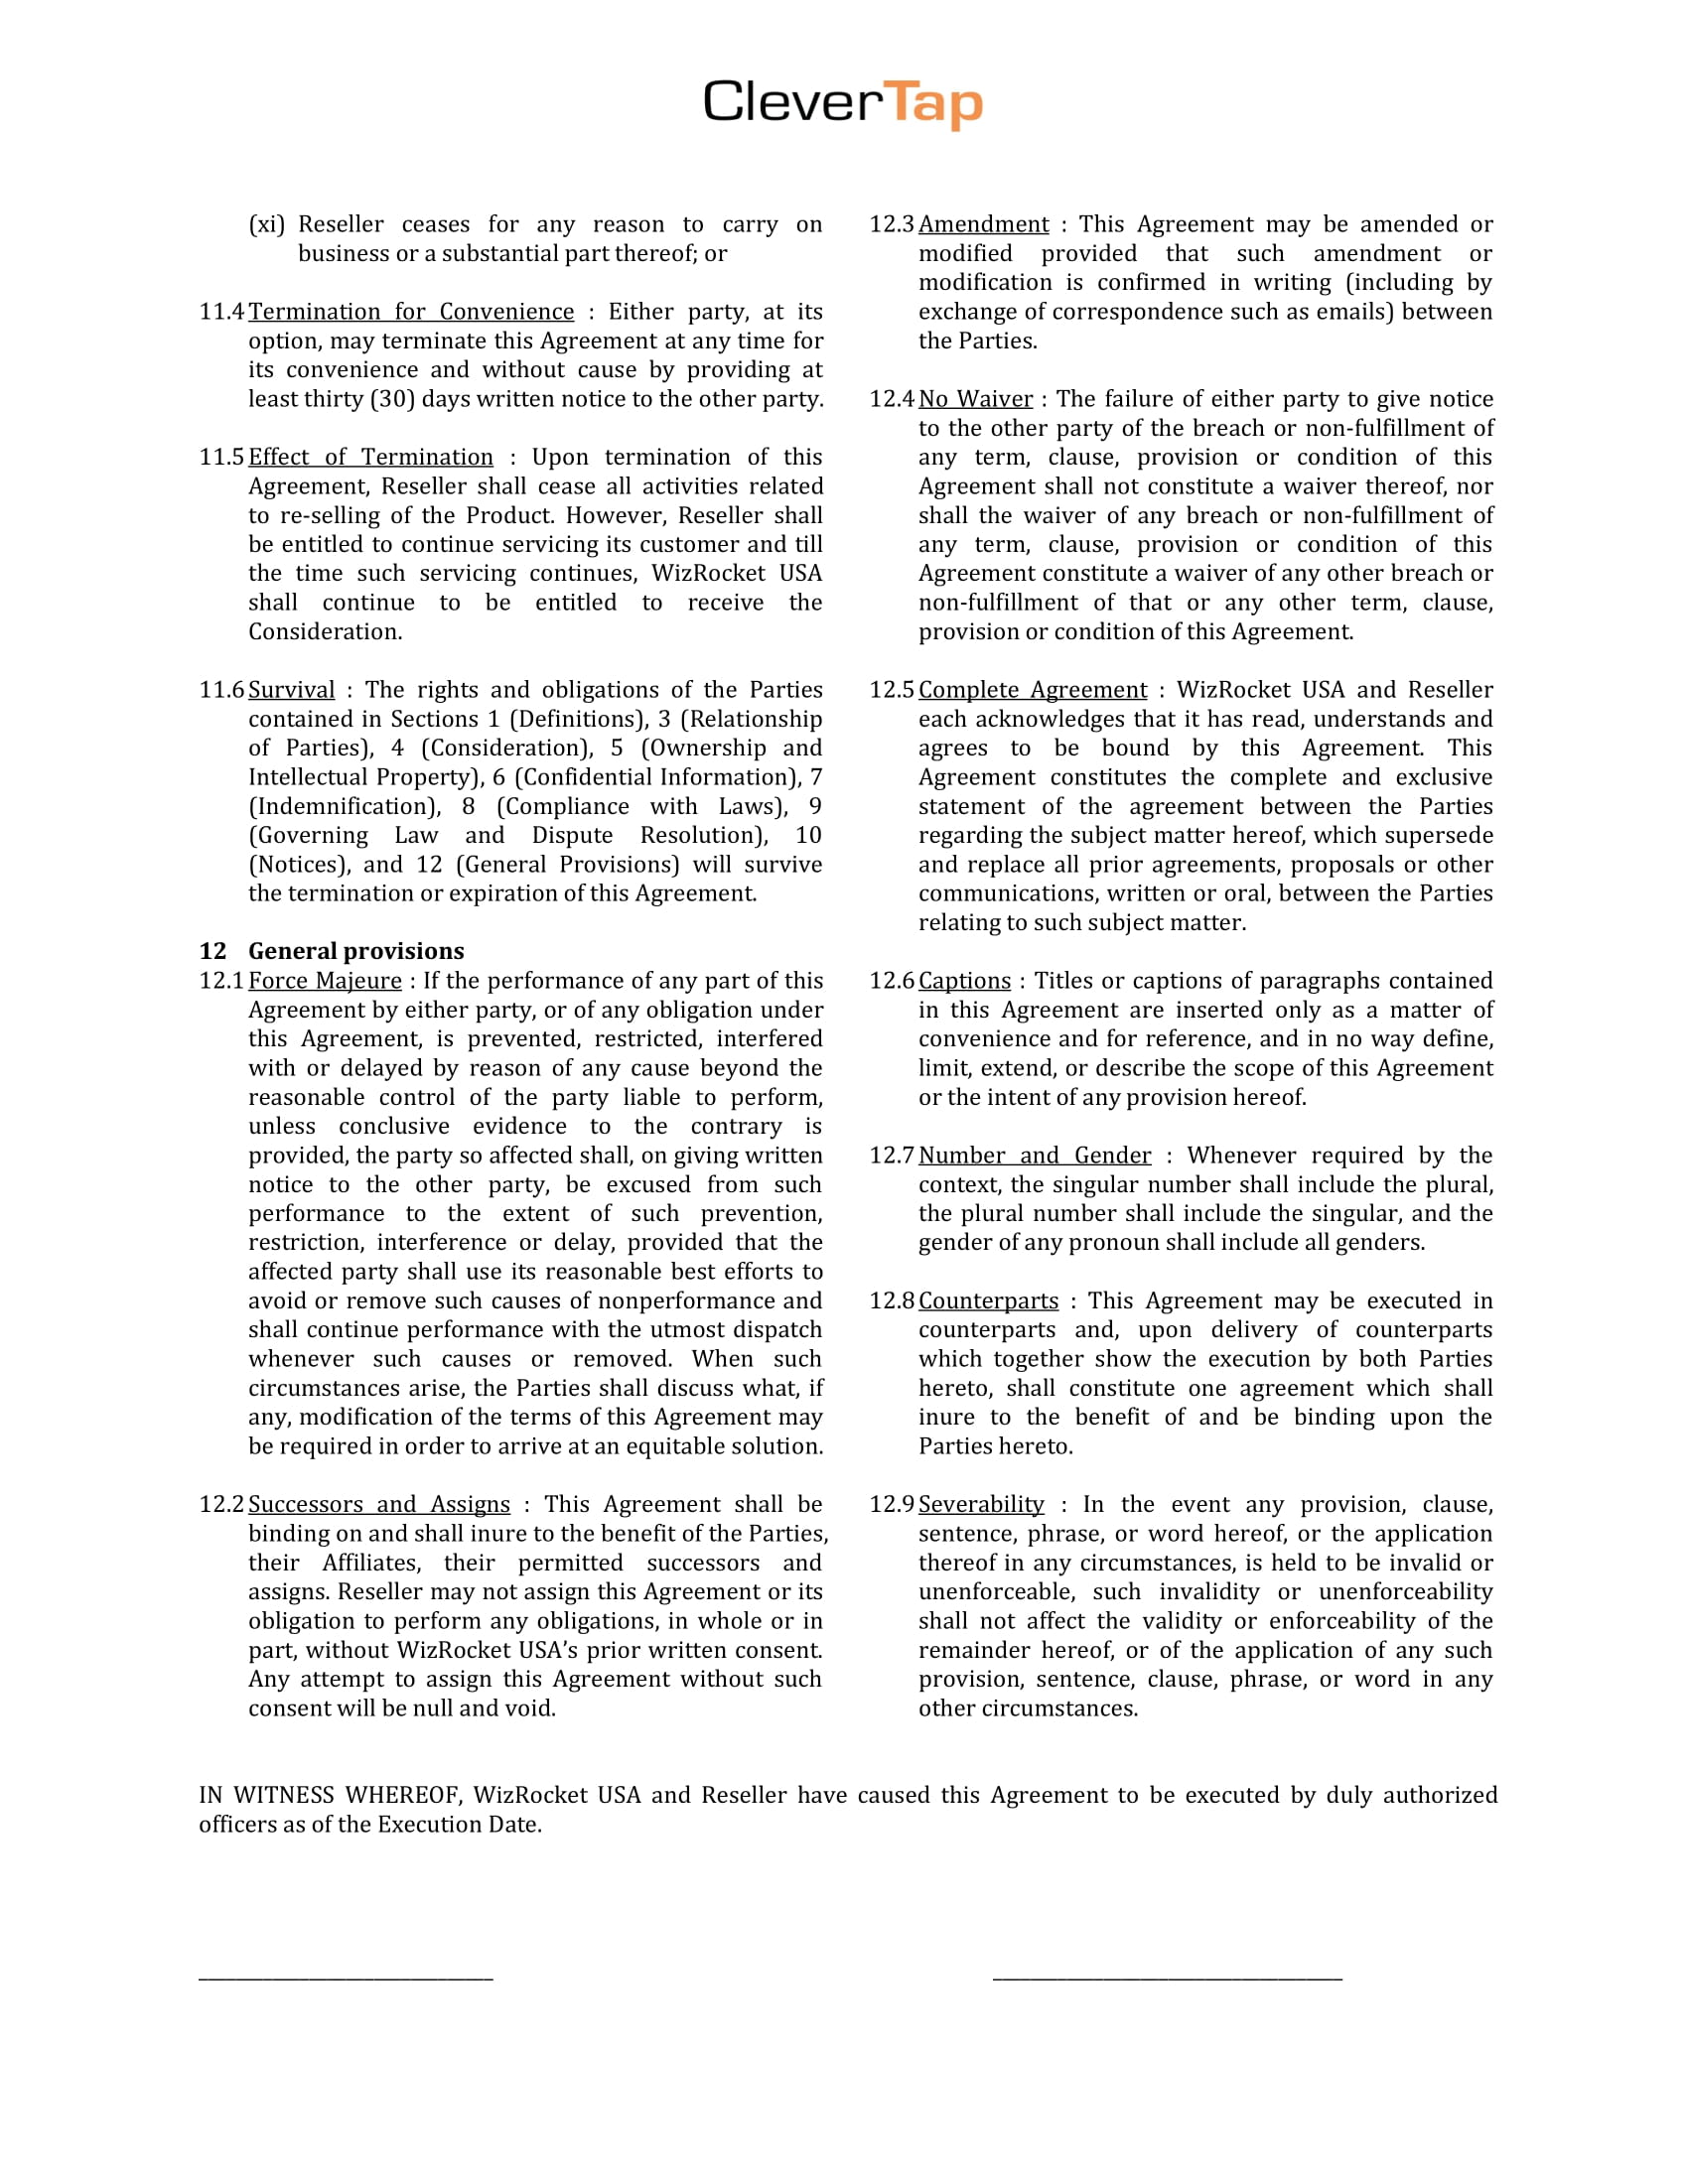 CleverTap
(xi) Reseller ceases for any reason to carry on
business or a substantial part thereof; or
11.4 Termination for Convenience : Either party, at its
option, may terminate this Agreement at any time for
its convenience and without cause by providing at
least thirty (30) days written notice to the other party.
11.5 Effect of Termination : Upon termination of this
Agreement, Reseller shall cease all activities related
to re-selling of the Product. However, Reseller shall
be entitled to continue servicing its customer and till
the time such servicing continues, WizRocket USA
shall continue to be entitled to receive the
Consideration.
11.6 Survival : The rights and obligations of the Parties
contained in Sections 1 (Definitions), 3 (Relationship
of Parties), 4 (Consideration), 5 (Ownership and
Intellectual Property), 6 (Confidential Information), 7
(Indemnification), 8 (Compliance with Laws), 9
(Governing Law and Dispute Resolution), 10
(Notices), and 12 (General Provisions) will survive
the termination or expiration of this Agreement.
12 General provisions
12.1 Force Majeure : If the performance of any part of this
Agreement by either party, or of any obligation under
this Agreement, is prevented, restricted, interfered
with or delayed by reason of any cause beyond the
reasonable control of the party liable to perform,
unless conclusive evidence to the contrary is
provided, the party so affected shall, on giving written
notice to the other party, be excused from such
performance to the extent of such prevention,
restriction, interference or delay, provided that the
affected party shall use its reasonable best efforts to
avoid or remove such causes of nonperformance and
shall continue performance with the utmost dispatch
whenever such causes or removed. When such
circumstances arise, the Parties shall discuss what, if
any, modification of the terms of this Agreement may
be required in order to arrive at an equitable solution.
12.2 Successors and Assigns : This Agreement shall be
binding on and shall inure to the benefit of the Parties,
their Affiliates, their permitted successors and
assigns. Reseller may not assign this Agreement or its
obligation to perform any obligations, in whole or in
part, without WizRocket USA’s prior written consent.
Any attempt to assign this Agreement without such
consent will be null and void.
12.3 Amendment : This Agreement may be amended or
modified provided that such amendment or
modification is confirmed in writing (including by
exchange of correspondence such as emails) between
the Parties.
12.4 No Waiver : The failure of either party to give notice
to the other party of the breach or non-fulfillment of
any term, clause, provision or condition of this
Agreement shall not constitute a waiver thereof, nor
shall the waiver of any breach or non-fulfillment of
any term, clause, provision or condition of this
Agreement constitute a waiver of any other breach or
non-fulfillment of that or any other term, clause,
provision or condition of this Agreement.
12.5 Complete Agreement : WizRocket USA and Reseller
each acknowledges that it has read, understands and
agrees to be bound by this Agreement. This
Agreement constitutes the complete and exclusive
statement of the agreement between the Parties
regarding the subject matter hereof, which supersede
and replace all prior agreements, proposals or other
communications, written or oral, between the Parties
relating to such subject matter.
12.6 Captions : Titles or captions of paragraphs contained
in this Agreement are inserted only as a matter of
convenience and for reference, and in no way define,
limit, extend, or describe the scope of this Agreement
or the intent of any provision hereof.
12.7 Number and Gender : Whenever required by the
context, the singular number shall include the plural,
the plural number shall include the singular, and the
gender of any pronoun shall include all genders.
12.8 Counterparts : This Agreement may be executed in
counterparts and, upon delivery of counterparts
which together show the execution by both Parties
hereto, shall constitute one agreement which shall
inure to the benefit of and be binding upon the
Parties hereto.
12.9 Severability : In the event any provision, clause,
sentence, phrase, or word hereof, or the application
thereof in any circumstances, is held to be invalid or
unenforceable, such invalidity or unenforceability
shall not affect the validity or enforceability of the
remainder hereof, or of the application of any such
provision, sentence, clause, phrase, or word in any
other circumstances.
IN WITNESS WHEREOF, WizRocket USA and Reseller have caused this Agreement to be executed by duly authorized
officers as of the Execution Date.